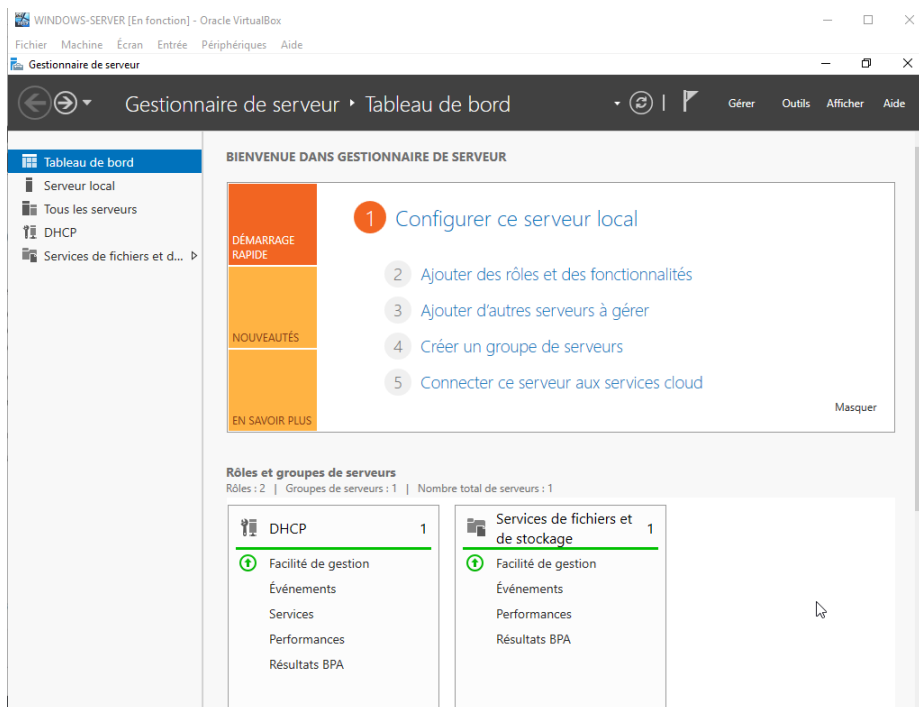 WINDOWS-SERVER [En fonction] - Oracle VirtualBox
Fichier Machine Écran Entrée Périphériques Aide
Gestionnaire de serveur
Gestionnaire de serveur ‣ Tableau de bord
Gérer Outils Afficher Aide
Tableau de bord
Serveur local
Tous les serveurs
DHCP
Services de fichiers et d...
BIENVENUE DANS GESTIONNAIRE DE SERVEUR
DÉMARRAGE
RAPIDE
NOUVEAUTÉS
EN SAVOIR PLUS
1 Configurer ce serveur local
2 Ajouter des rôles et des fonctionnalités
3 Ajouter d'autres serveurs à gérer
4 Créer un groupe de serveurs
5 Connecter ce serveur aux services cloud
Masquer
Rôles et groupes de serveurs
Rôles : 2 | Groupes de serveurs : 1 | Nombre total de serveurs : 1
DHCP 1
Facilité de gestion
Événements
Services
Performances
Résultats BPA
Services de fichiers et
de stockage 1
Facilité de gestion
Événements
Performances
Résultats BPA